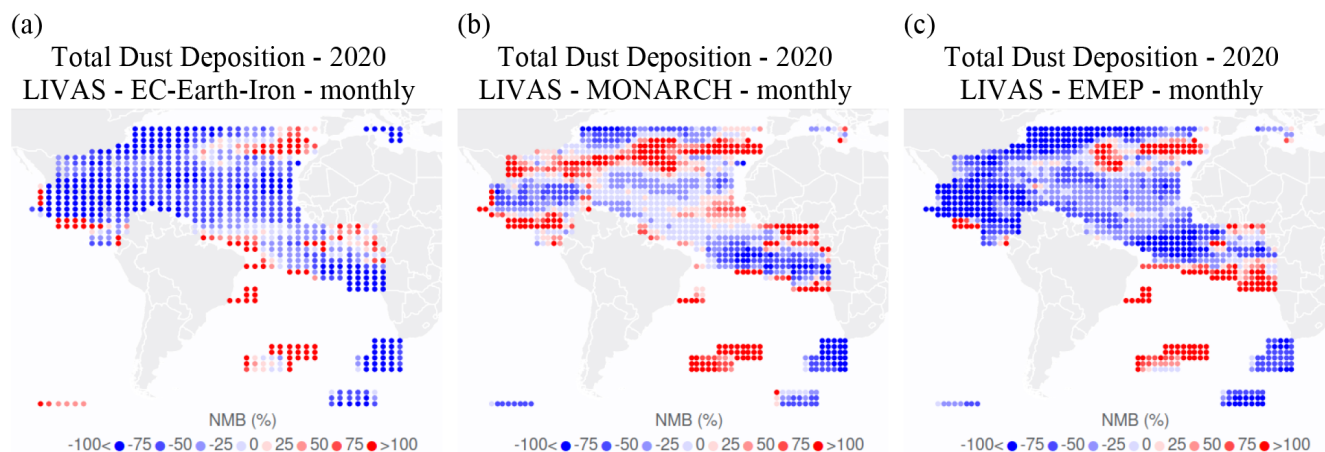 (a)
Total Dust Deposition - 2020
LIVAS - EC-Earth-Iron - monthly
NMB (%)
-100< -75 -50 -25 0 25 50 75 >100
(b)
Total Dust Deposition - 2020
LIVAS - MONARCH - monthly
NMB (%)
-100< -75 -50 -25 0 25 50 75 >100
(c)
Total Dust Deposition - 2020
LIVAS - EMEP - monthly
NMB (%)
-100< -75 -50 -25 0 25 50 75 >100